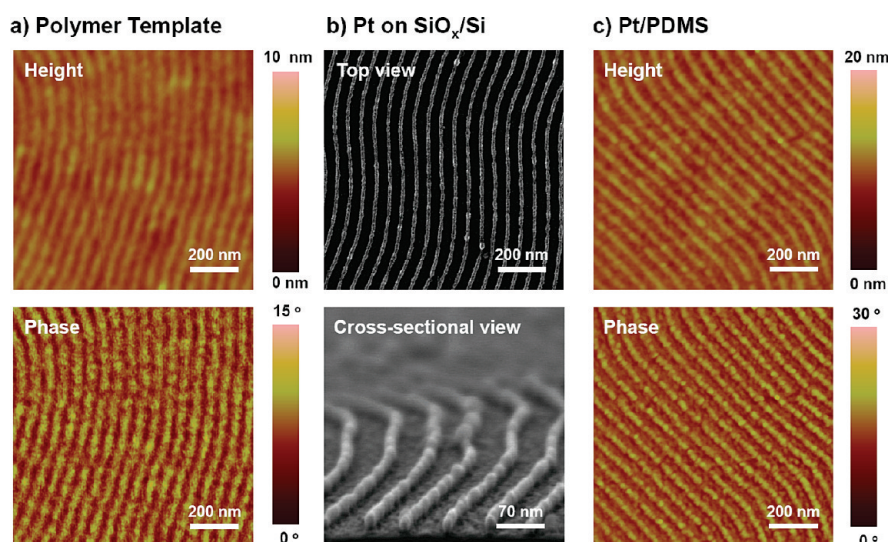 a) Polymer Template
b) Pt on SiOₓ/Si
c) Pt/PDMS
Height
10 nm
200 nm
0 nm
Top view
200 nm
Height
20 nm
200 nm
0 nm
Phase
15 °
200 nm
0 °
Cross-sectional view
70 nm
Phase
30 °
200 nm
0 °